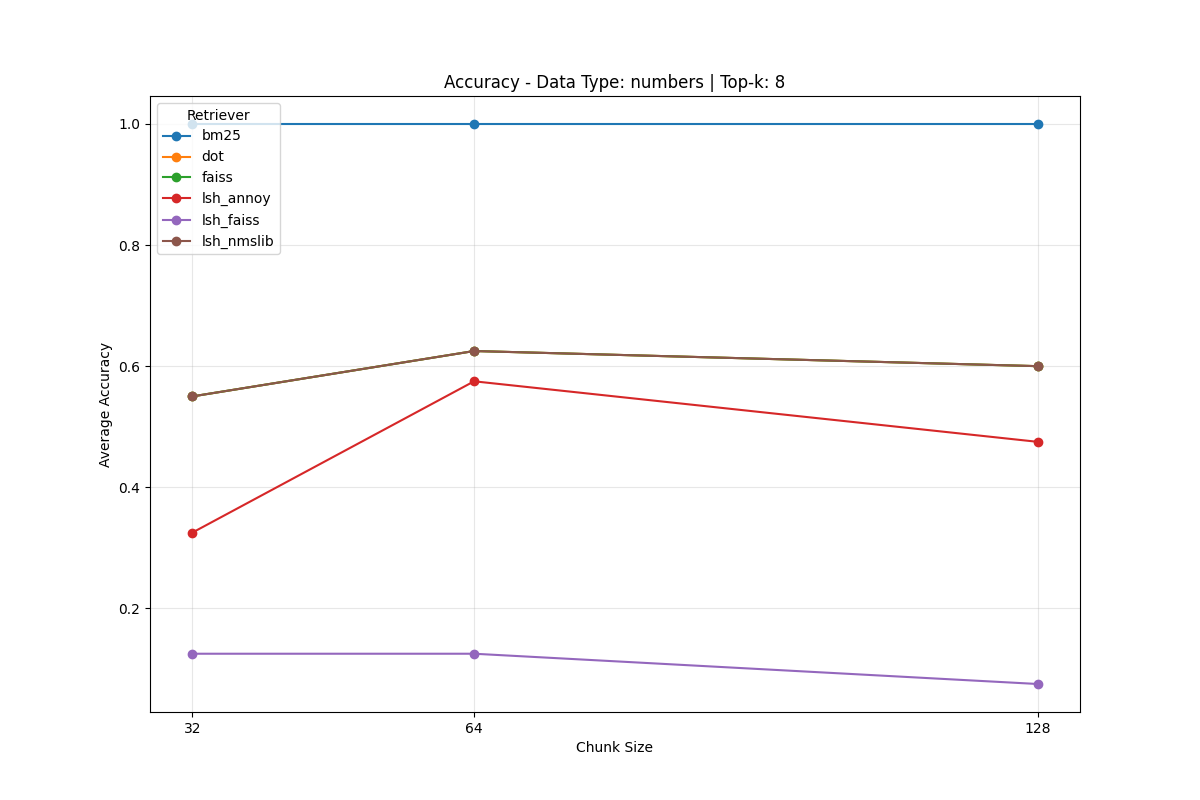 Accuracy - Data Type: numbers | Top-k: 8
Retriever
bm25
dot
faiss
lsh_annoy
lsh_faiss
lsh_nmslib
1.0
0.8
0.6
0.4
0.2
Average Accuracy
32
64
128
Chunk Size